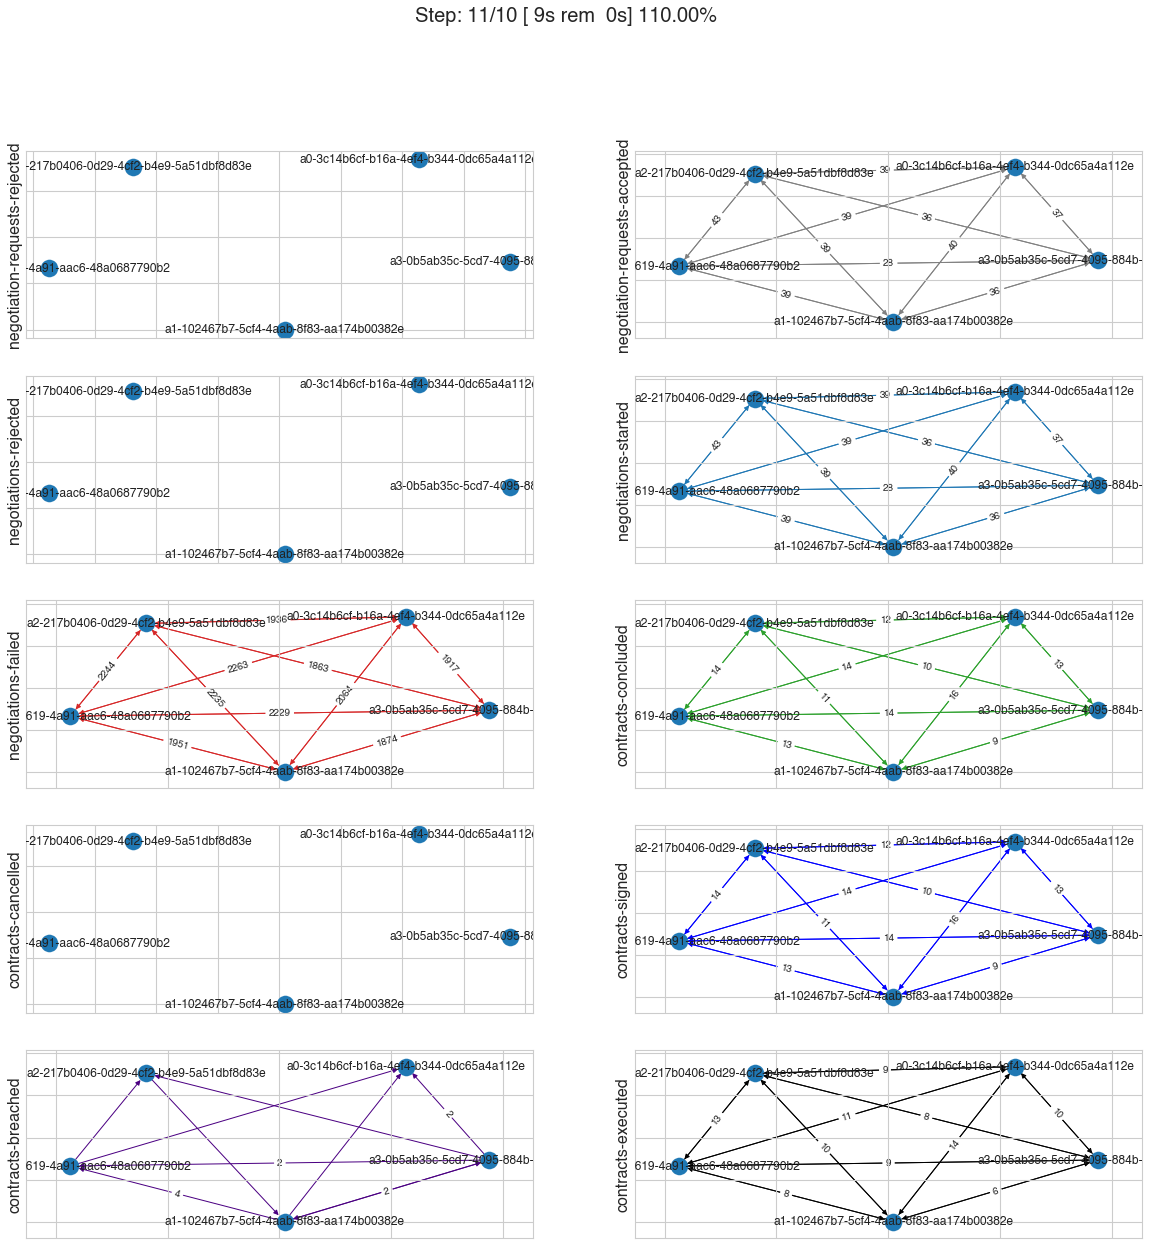 Step: 11/10 [ 9s rem  0s] 110.00%
negotiation-requests-rejected
-217b0406-0d29-4cf2-b4e9-5a51dbf8d83e
a0-3c14b6cf-b16a-4ef4-b344-0dc65a4a112e
-4a91-aac6-48a0687790b2
a3-0b5ab35c-5cd7-4095-88
a1-102467b7-5cf4-4aab-8f83-aa174b00382e
negotiation-requests-accepted
a2-217b0406-0d29-4cf2-b4e9-5a51dbf8d83e
39
a0-3c14b6cf-b16a-4ef4-b344-0dc65a4a112e
43
39
36
37
39
40
619-4a91-aac6-48a0687790b2
23
a3-0b5ab35c-5cd7-4095-884b-
39
36
a1-102467b7-5cf4-4aab-8f83-aa174b00382e
negotiations-rejected
-217b0406-0d29-4cf2-b4e9-5a51dbf8d83e
a0-3c14b6cf-b16a-4ef4-b344-0dc65a4a112e
-4a91-aac6-48a0687790b2
a3-0b5ab35c-5cd7-4095-88
a1-102467b7-5cf4-4aab-8f83-aa174b00382e
negotiations-started
a2-217b0406-0d29-4cf2-b4e9-5a51dbf8d83e
39
a0-3c14b6cf-b16a-4ef4-b344-0dc65a4a112e
43
39
36
37
39
40
619-4a91-aac6-48a0687790b2
23
a3-0b5ab35c-5cd7-4095-884b-
39
36
a1-102467b7-5cf4-4aab-8f83-aa174b00382e
negotiations-failed
a2-217b0406-0d29-4cf2-b4e9-5a51dbf8d83e
1936
a0-3c14b6cf-b16a-4ef4-b344-0dc65a4a112e
2244
2263
1863
1917
2235
2064
619-4a91-aac6-48a0687790b2
2229
a3-0b5ab35c-5cd7-4095-884b-
1951
1874
a1-102467b7-5cf4-4aab-8f83-aa174b00382e
contracts-concluded
a2-217b0406-0d29-4cf2-b4e9-5a51dbf8d83e
12
a0-3c14b6cf-b16a-4ef4-b344-0dc65a4a112e
14
14
10
13
11
16
619-4a91-aac6-48a0687790b2
14
a3-0b5ab35c-5cd7-4095-884b-
13
9
a1-102467b7-5cf4-4aab-8f83-aa174b00382e
contracts-cancelled
-217b0406-0d29-4cf2-b4e9-5a51dbf8d83e
a0-3c14b6cf-b16a-4ef4-b344-0dc65a4a112e
-4a91-aac6-48a0687790b2
a3-0b5ab35c-5cd7-4095-88
a1-102467b7-5cf4-4aab-8f83-aa174b00382e
contracts-signed
a2-217b0406-0d29-4cf2-b4e9-5a51dbf8d83e
12
a0-3c14b6cf-b16a-4ef4-b344-0dc65a4a112e
14
14
10
13
11
16
619-4a91-aac6-48a0687790b2
14
a3-0b5ab35c-5cd7-4095-884b-
13
9
a1-102467b7-5cf4-4aab-8f83-aa174b00382e
contracts-breached
a2-217b0406-0d29-4cf2-b4e9-5a51dbf8d83e
a0-3c14b6cf-b16a-4ef4-b344-0dc65a4a112e
2
619-4a91-aac6-48a0687790b2
2
a3-0b5ab35c-5cd7-4095-884b-
4
2
a1-102467b7-5cf4-4aab-8f83-aa174b00382e
contracts-executed
a2-217b0406-0d29-4cf2-b4e9-5a51dbf8d83e
9
a0-3c14b6cf-b16a-4ef4-b344-0dc65a4a112e
13
11
8
10
10
14
619-4a91-aac6-48a0687790b2
9
a3-0b5ab35c-5cd7-4095-884b-
8
6
a1-102467b7-5cf4-4aab-8f83-aa174b00382e